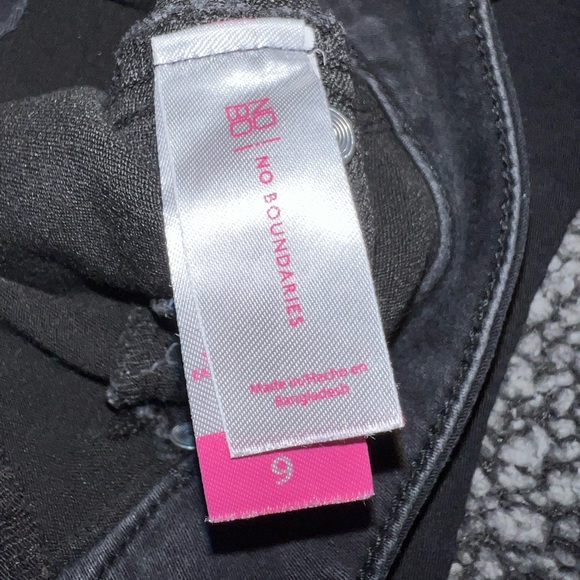 NO
BO
NO BOUNDARIES
Made in/Hecho en
Bangladesh
9